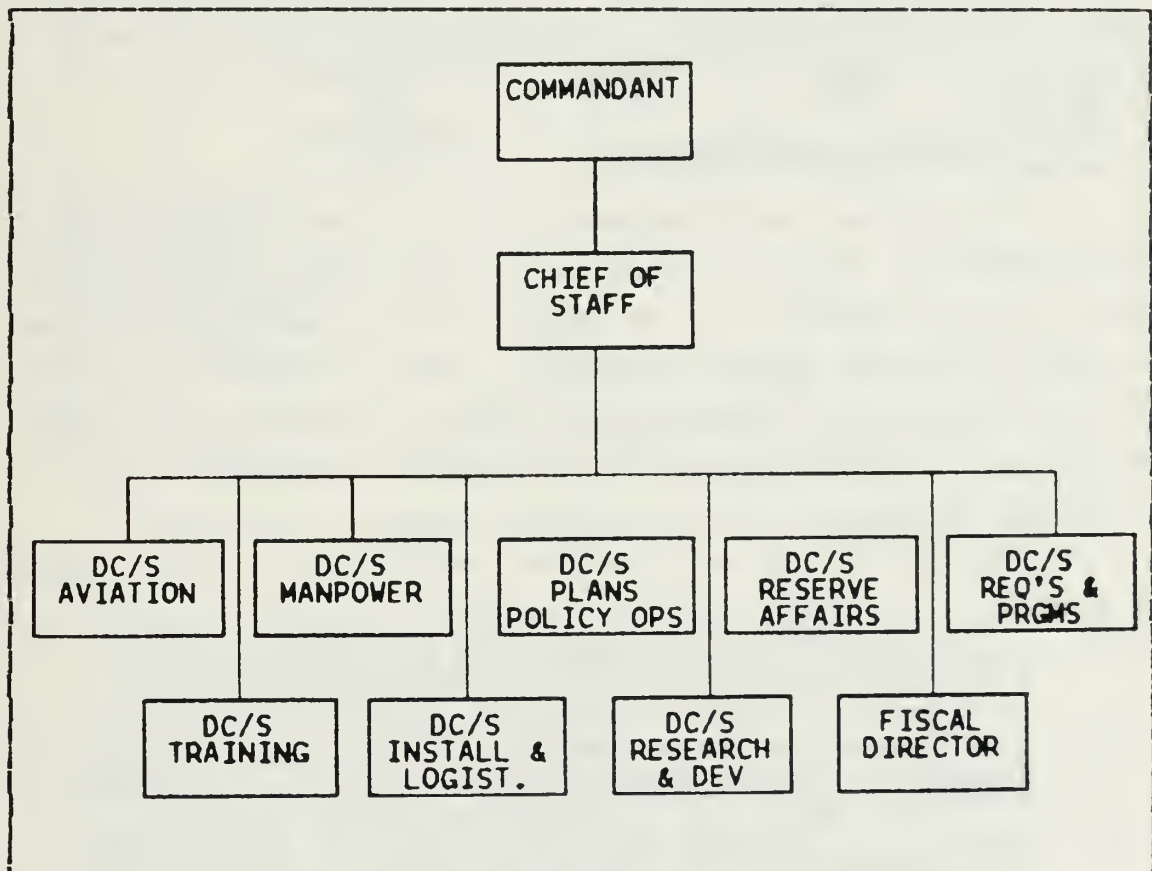 COMMANDANT
CHIEF OF
STAFF
DC/S
AVIATION
DC/S
MANPOWER
DC/S
PLANS
POLICY OPS
DC/S
RESERVE
AFFAIRS
DC/S
REQ'S &
PRGMS
DC/S
TRAINING
DC/S
INSTALL &
LOGIST.
DC/S
RESEARCH
& DEV
FISCAL
DIRECTOR